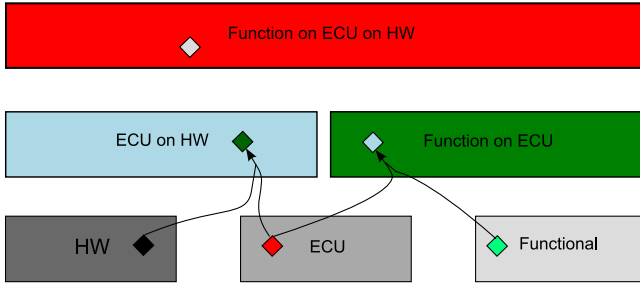 Function on ECU on HW
ECU on HW
Function on ECU
HW
ECU
Functional